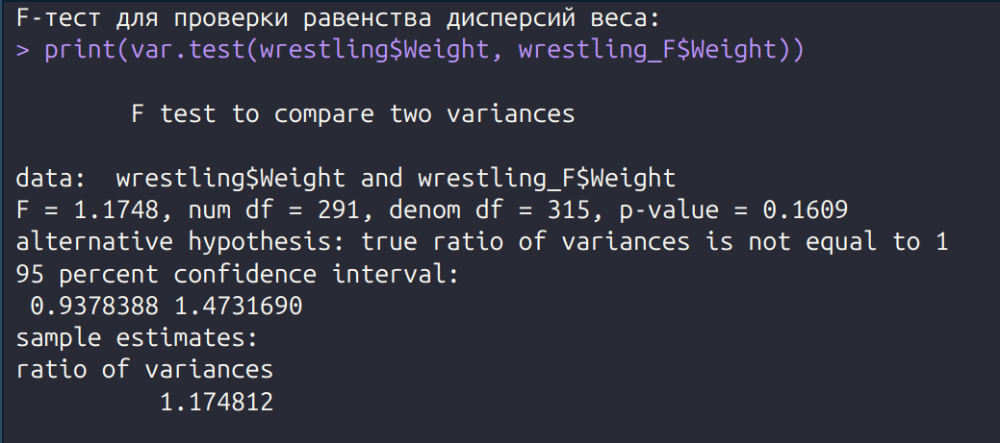 F-тест для проверки равенства дисперсий веса:
> print(var.test(wrestling$Weight, wrestling_F$Weight))
F test to compare two variances
data:  wrestling$Weight and wrestling_F$Weight
F = 1.1748, num df = 291, denom df = 315, p-value = 0.1609
alternative hypothesis: true ratio of variances is not equal to 1
95 percent confidence interval:
0.9378388 1.4731690
sample estimates:
ratio of variances
1.174812